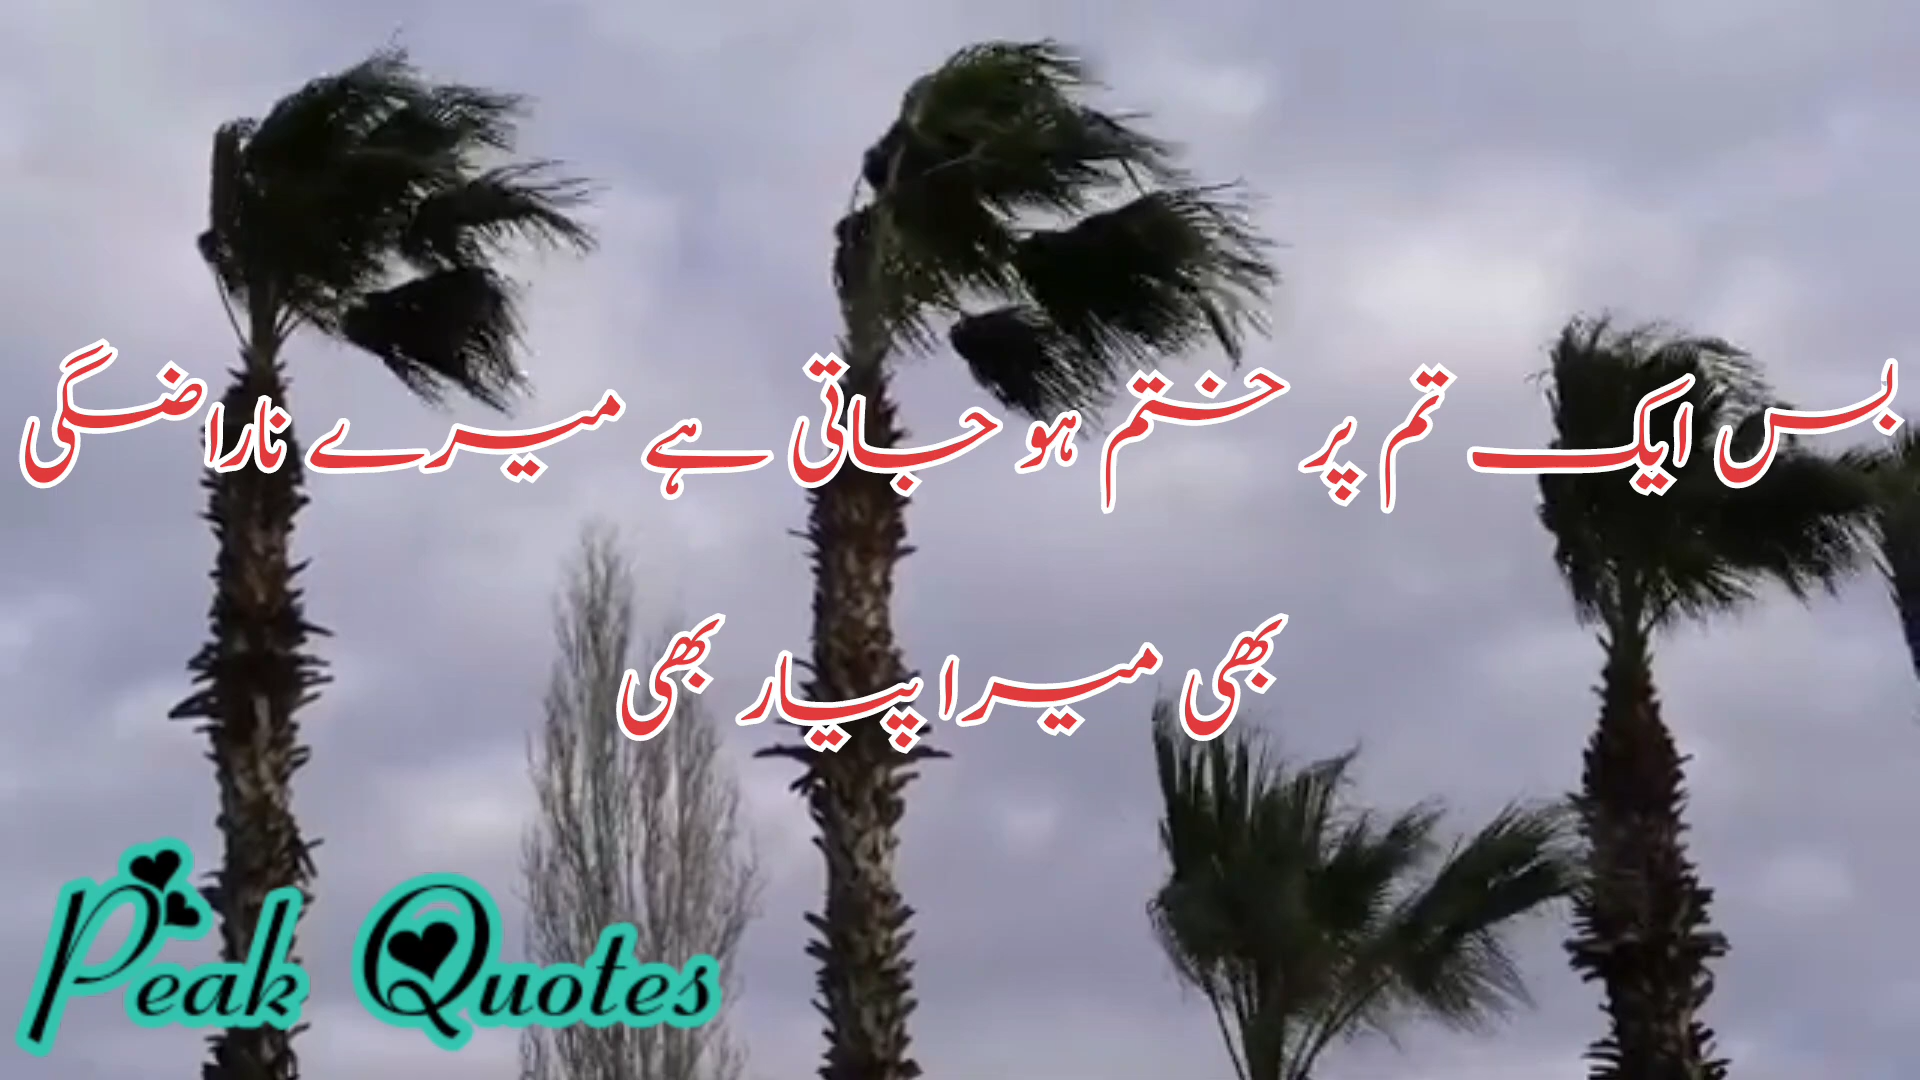 بس ایک تم پر ختم ہو جاتی ہے میرے ناراضگی
بھی میرا پیار بھی
Peak Quotes